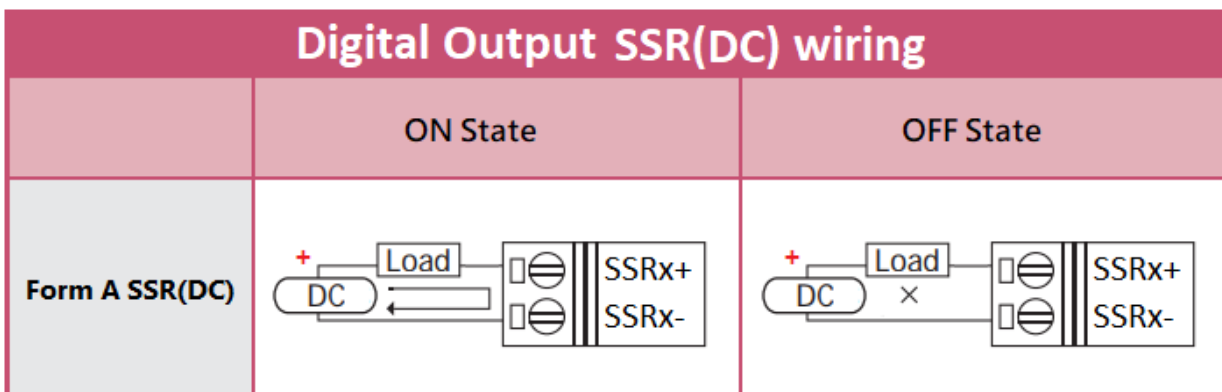 Digital Output SSR(DC) wiring
ON State
OFF State
Form A SSR(DC)
+
Load
DC
SSRx+
SSRx-
+
Load
DC
×
SSRx+
SSRx-